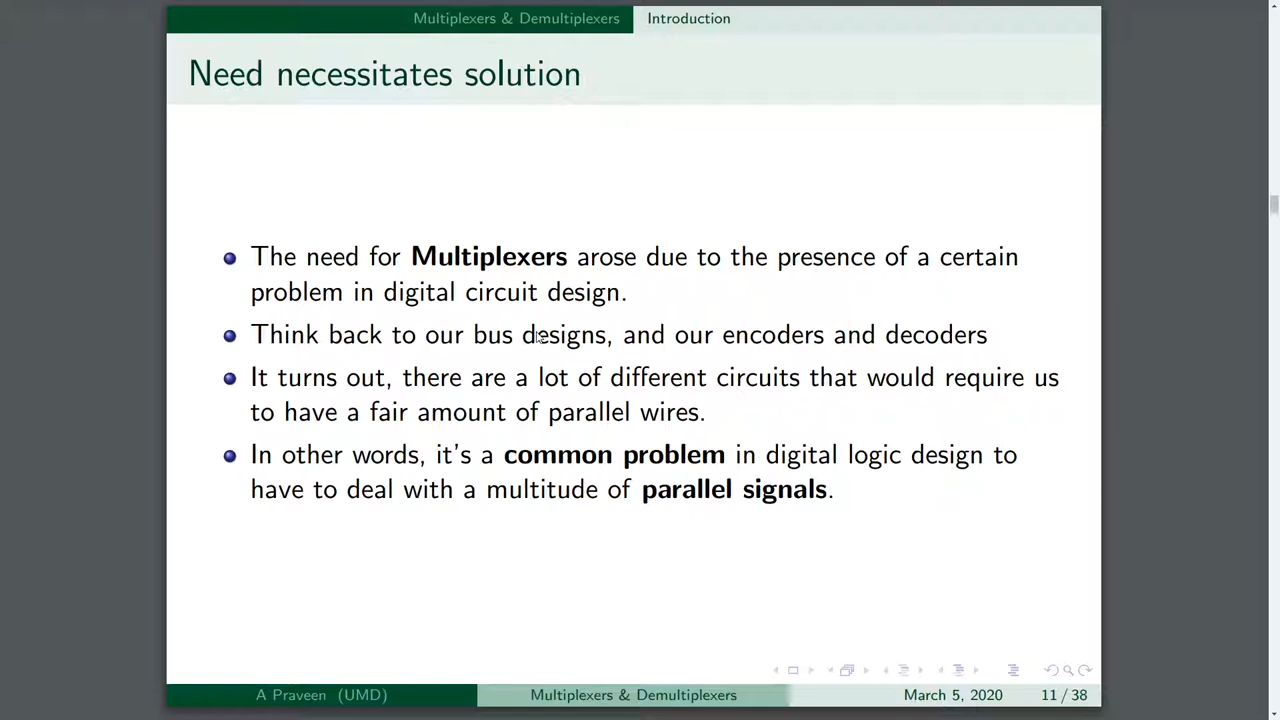 Multiplexers & Demultiplexers Introduction
Need necessitates solution
The need for Multiplexers arose due to the presence of a certain
problem in digital circuit design.
Think back to our bus designs, and our encoders and decoders
It turns out, there are a lot of different circuits that would require us
to have a fair amount of parallel wires.
In other words, it's a common problem in digital logic design to
have to deal with a multitude of parallel signals.
A Praveen (UMD) Multiplexers & Demultiplexers March 5, 2020 11 / 38